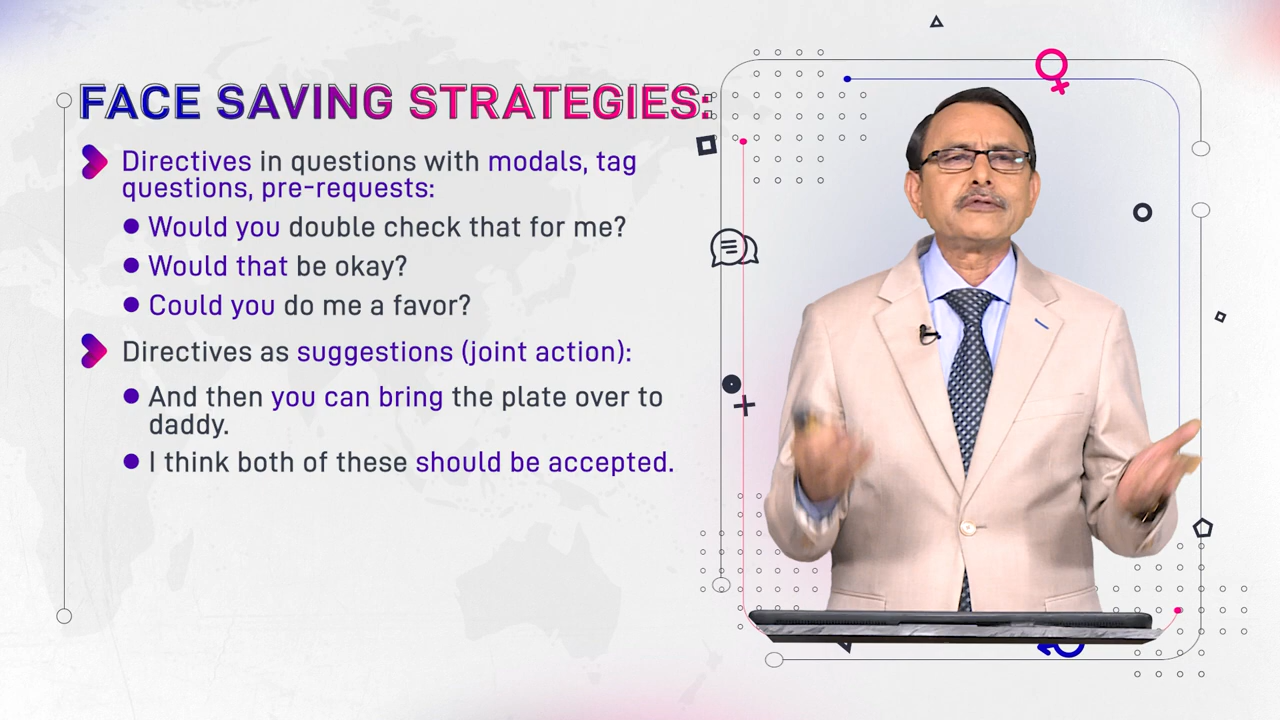 FACE SAVING STRATEGIES:
Directives in questions with modals, tag
questions, pre-requests:
Would you double check that for me?
Would that be okay?
Could you do me a favor?
Directives as suggestions (joint action):
And then you can bring the plate over to
daddy.
I think both of these should be accepted.